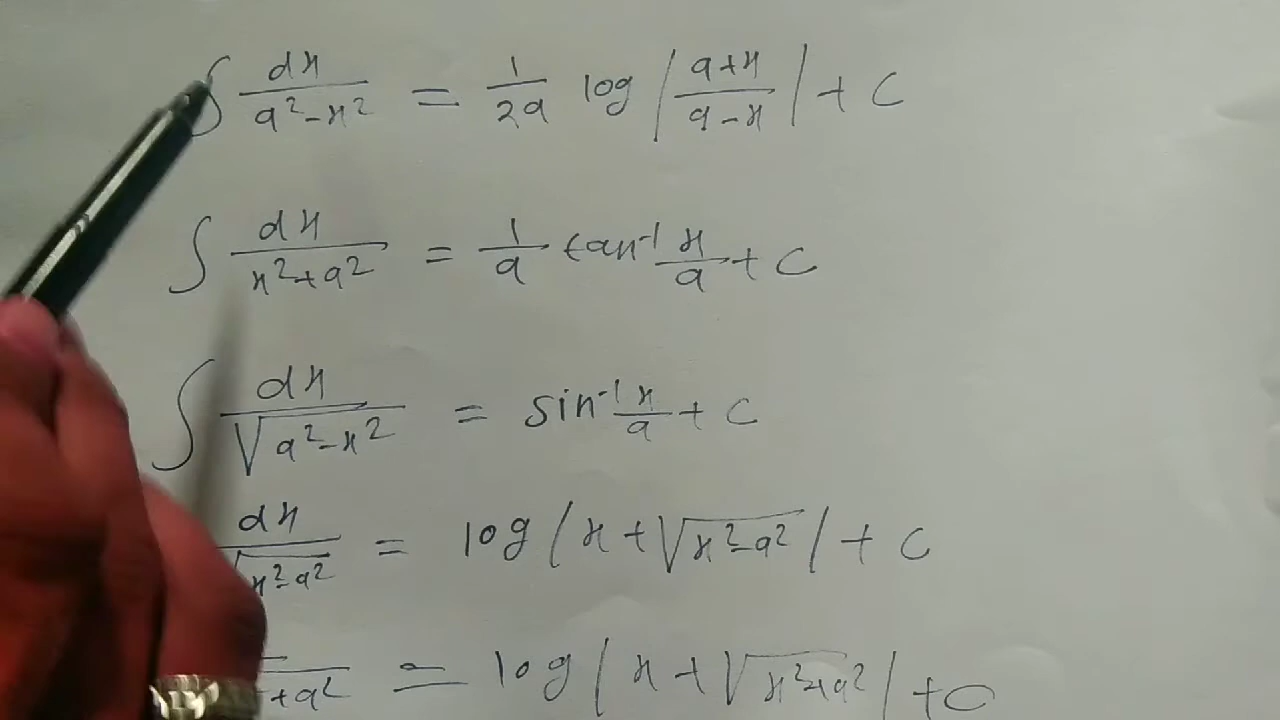 ∫ dx/(a²-x²) = 1/2a log |(a+x)/(a-x)| + c
∫ dx/(x²+a²) = 1/a tan⁻¹ x/a + c
∫ dx/√(a²-x²) = sin⁻¹ x/a + c
dx/√(x²-a²) = log |x + √(x²-a²)| + c
+a² = log |x + √(x²+a²)| + c